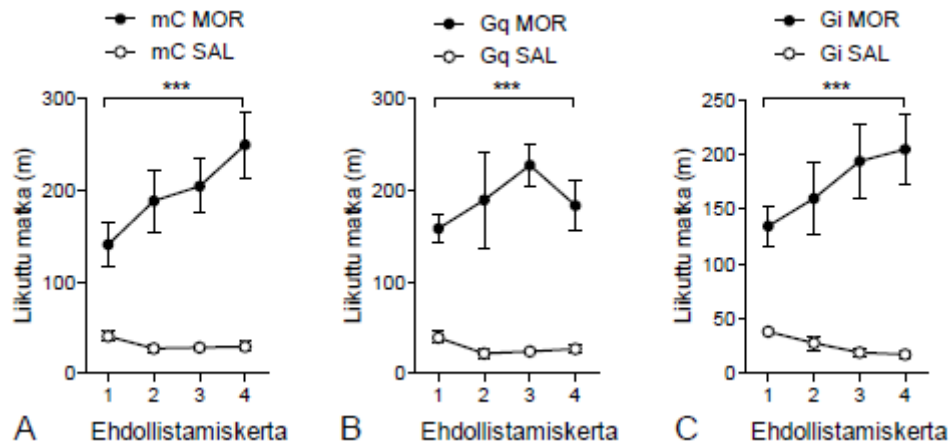 mC MOR
mC SAL
***
300
200
100
0
Liikuttu matka (m)
1 2 3 4
A Ehdollistamiskerta
Gq MOR
Gq SAL
***
300
200
100
0
Liikuttu matka (m)
1 2 3 4
B Ehdollistamiskerta
Gi MOR
Gi SAL
***
250
200
150
100
50
0
Liikuttu matka (m)
1 2 3 4
C Ehdollistamiskerta